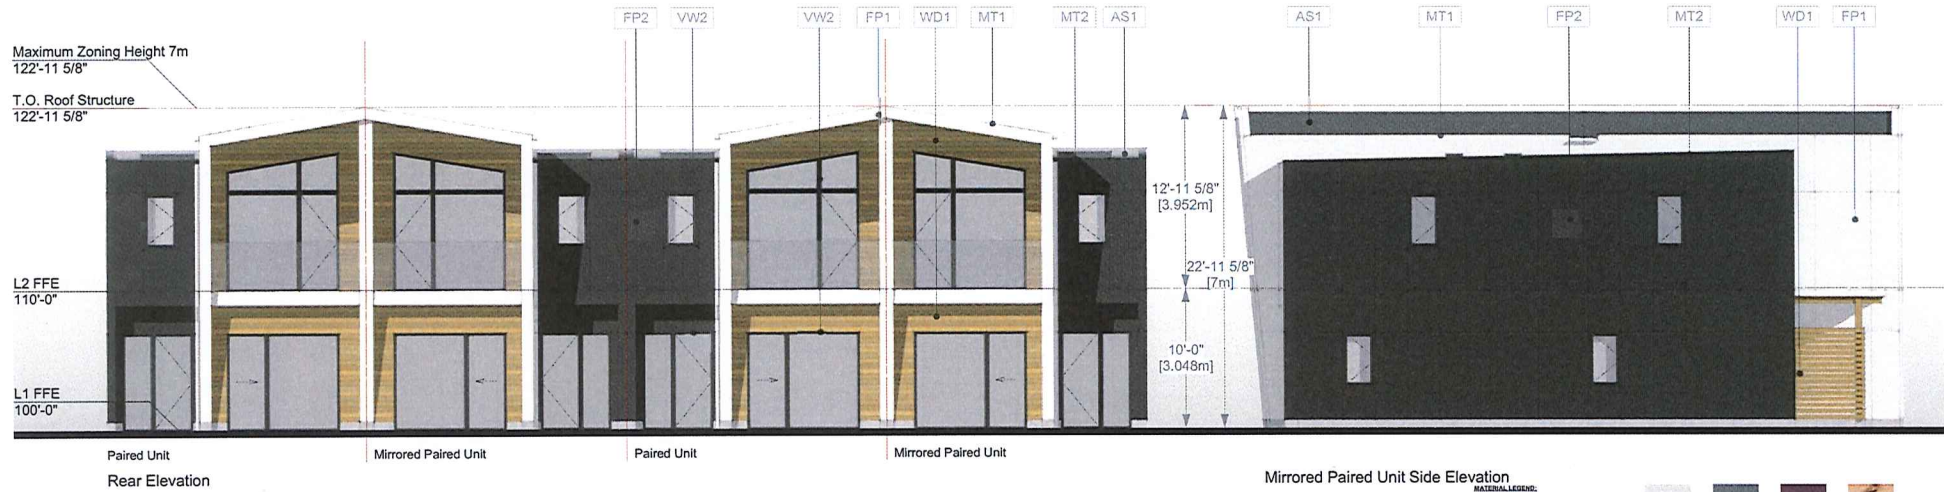 FP2 VW2 VW2 FP1 WD1 MT1 MT2 AS1 AS1 MT1 FP2 MT2 WD1 FP1
Maximum Zoning Height 7m
122'-11 5/8"
T.O. Roof Structure
122'-11 5/8"
12'-11 5/8"
[3.952m]
22'-11 5/8"
[7m]
L2 FFE
110'-0"
10'-0"
[3.048m]
L1 FFE
100'-0"
Paired Unit Mirrored Paired Unit Paired Unit Mirrored Paired Unit
Rear Elevation
Mirrored Paired Unit Side Elevation
MATERIAL LEGEND: